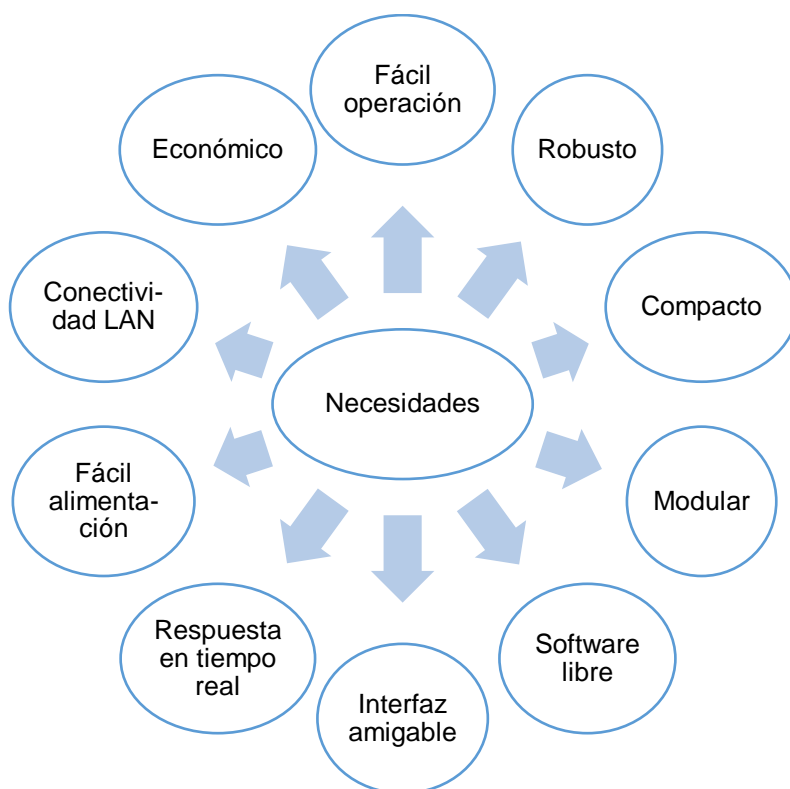 Fácil
operación
Económico
Robusto
Conectivi-
dad LAN
Compacto
Necesidades
Fácil
alimenta-
ción
Modular
Respuesta
en tiempo
real
Software
libre
Interfaz
amigable